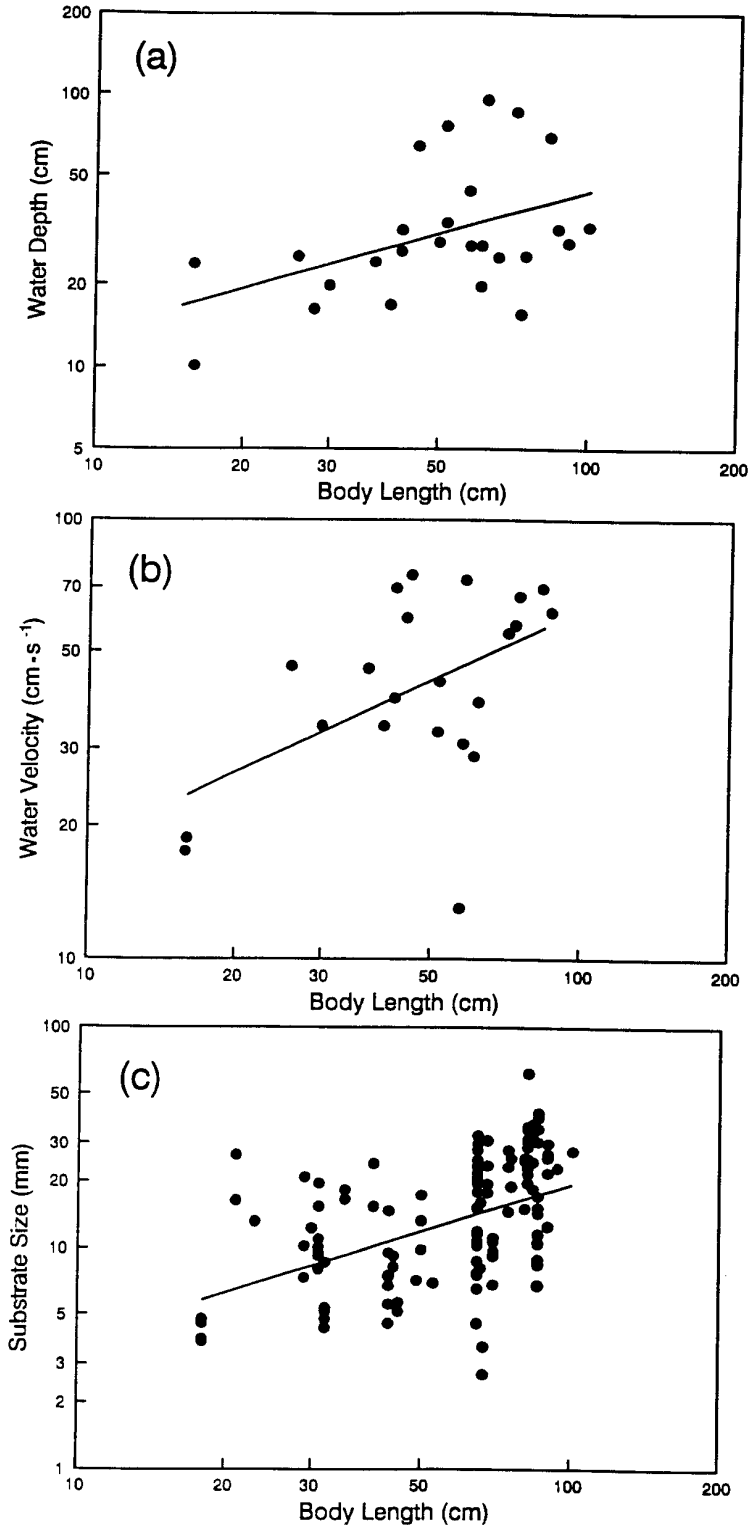 (a)
200
100
50
20
10
5
Water Depth (cm)
10 20 30 50 100 200
Body Length (cm)
(b)
100
70
50
30
20
10
Water Velocity (cm·s⁻¹)
10 20 30 50 100 200
Body Length (cm)
(c)
100
50
30
20
10
5
3
2
1
Substrate Size (mm)
10 20 30 50 100 200
Body Length (cm)